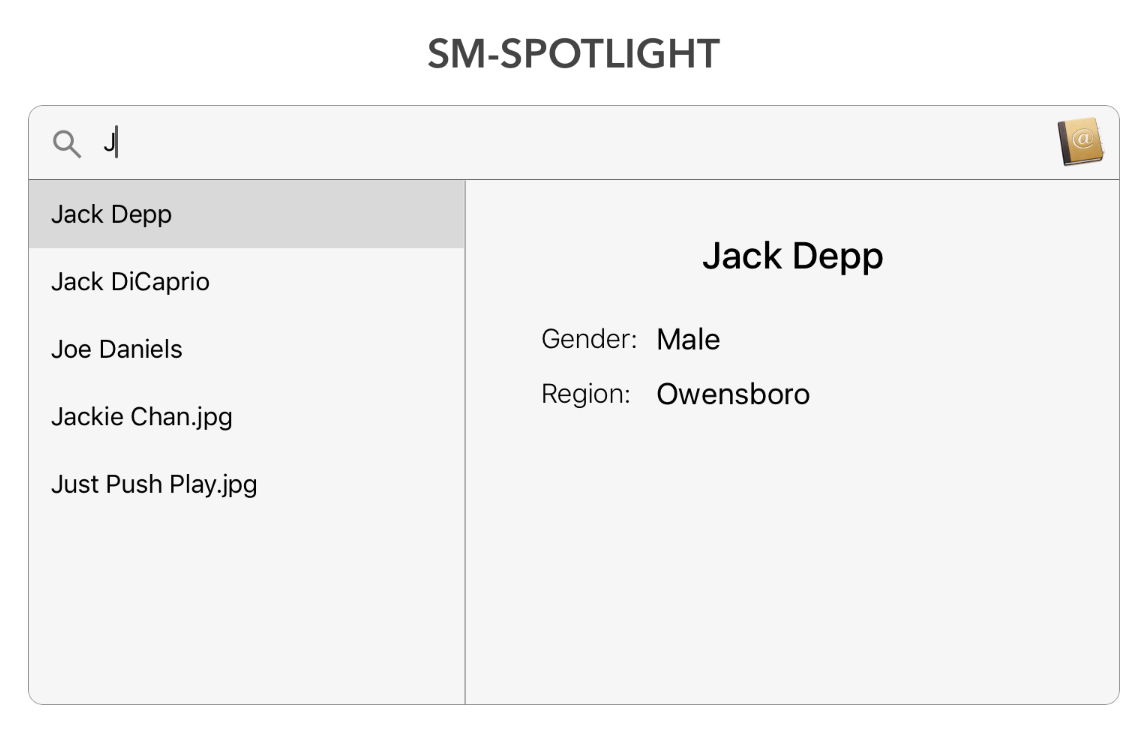 SM-SPOTLIGHT
J
@
Jack Depp
Jack DiCaprio
Joe Daniels
Jackie Chan.jpg
Just Push Play.jpg
Jack Depp
Gender: Male
Region: Owensboro